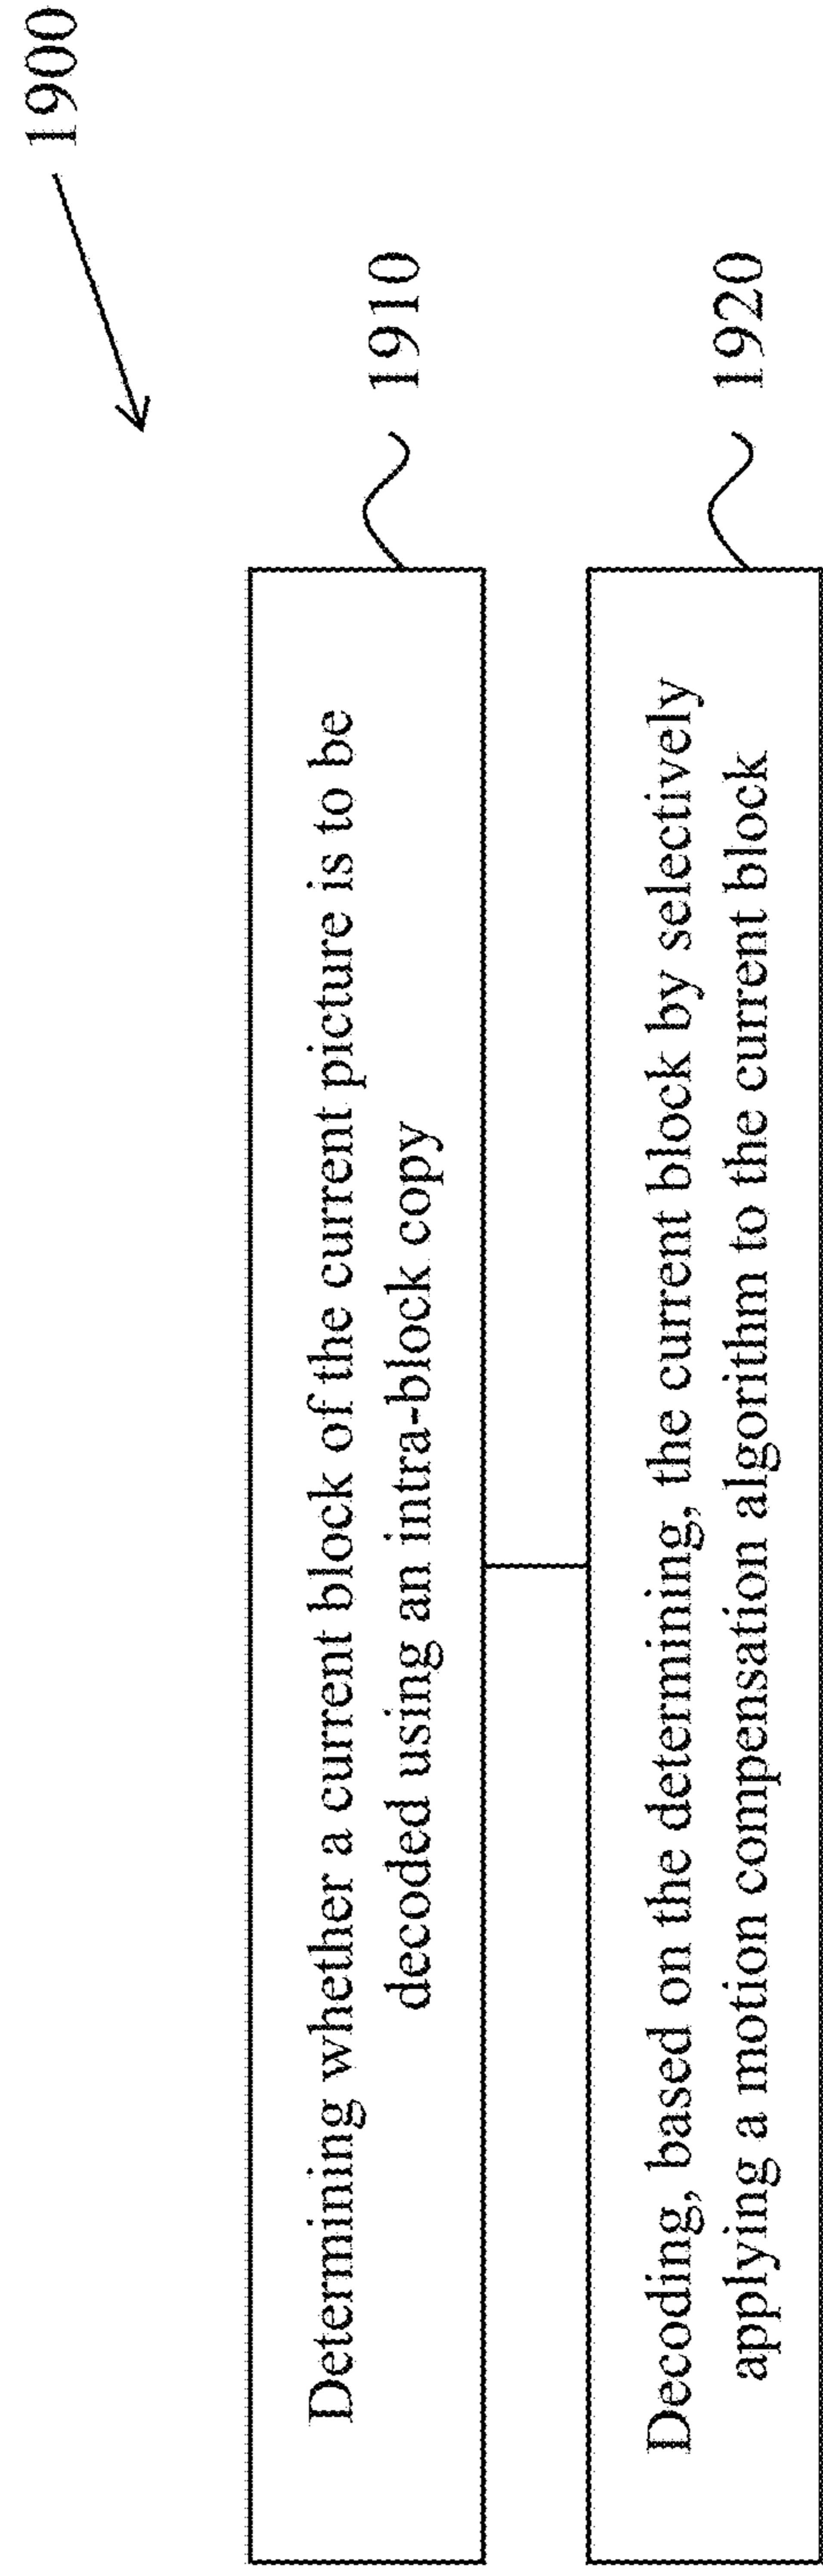 1900
Determining whether a current block of the current picture is to be
decoded using an intra-block copy
1910
Decoding, based on the determining, the current block by selectively
applying a motion compensation algorithm to the current block
1920